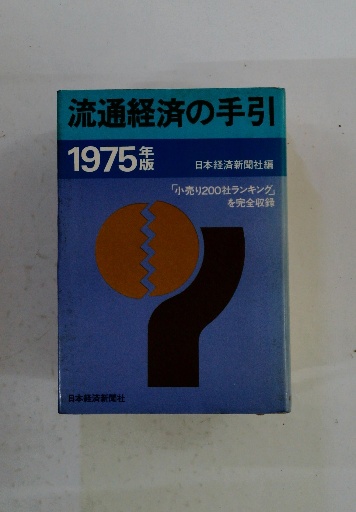 流通経済の手引
1975年版
日本経済新聞社編
「小売り200社ランキング」
を完全収録
日本経済新聞社